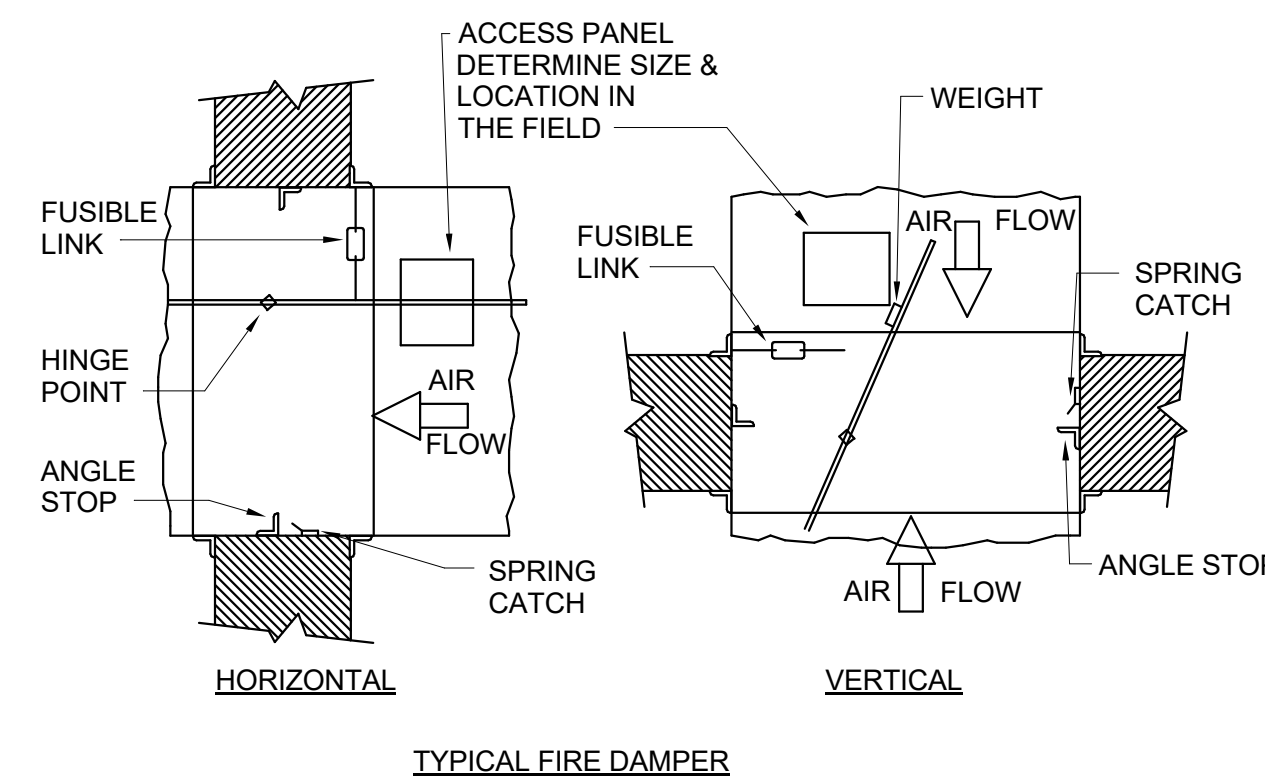 ACCESS PANEL
DETERMINE SIZE &
LOCATION IN
THE FIELD
FUSIBLE
LINK
HINGE
POINT
AIR
FLOW
ANGLE
STOP
SPRING
CATCH
HORIZONTAL
WEIGHT
FUSIBLE
LINK
AIR FLOW
SPRING
CATCH
ANGLE STOP
AIR FLOW
VERTICAL
TYPICAL FIRE DAMPER